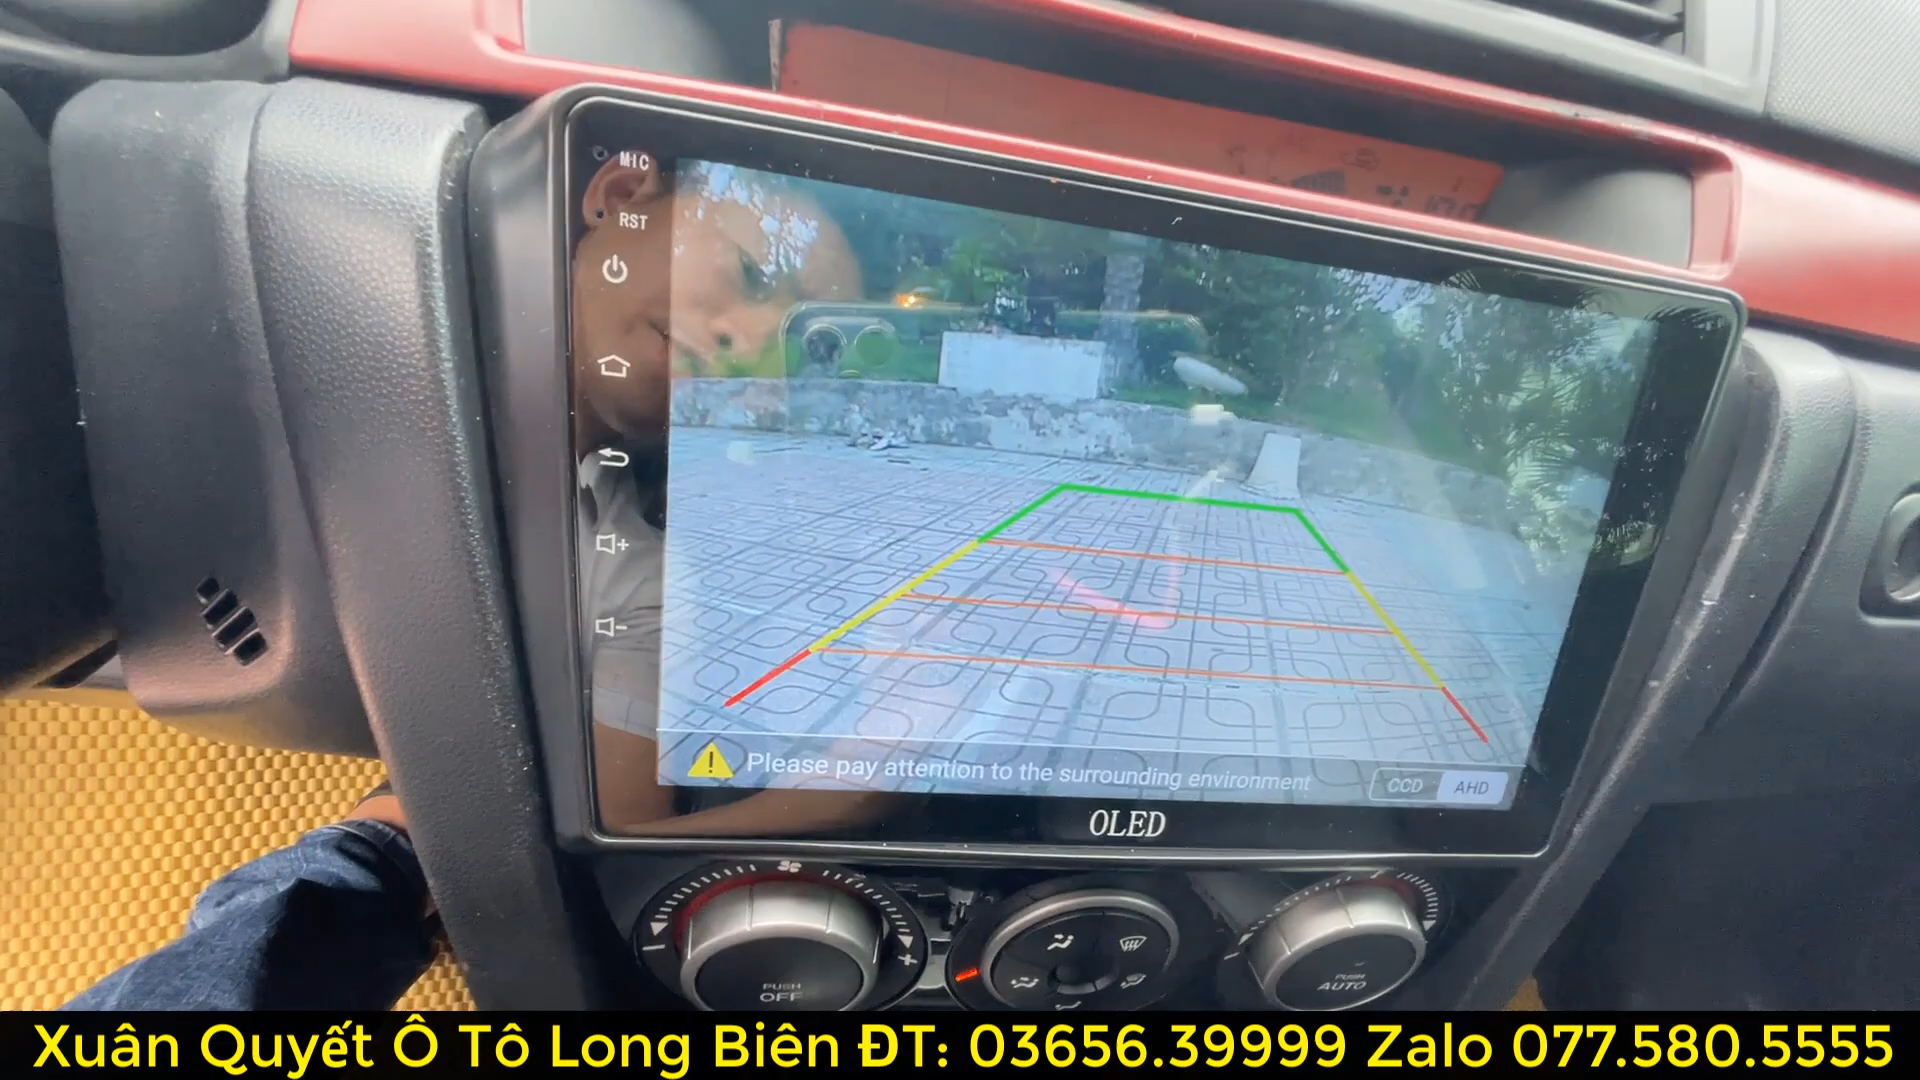 MIC
RST
Please pay attention to the surrounding environment
CCD AHD
OLED
PUSH
OFF
PUSH
AUTO
Xuân Quyết Ô Tô Long Biên ĐT: 03656.39999 Zalo 077.580.5555